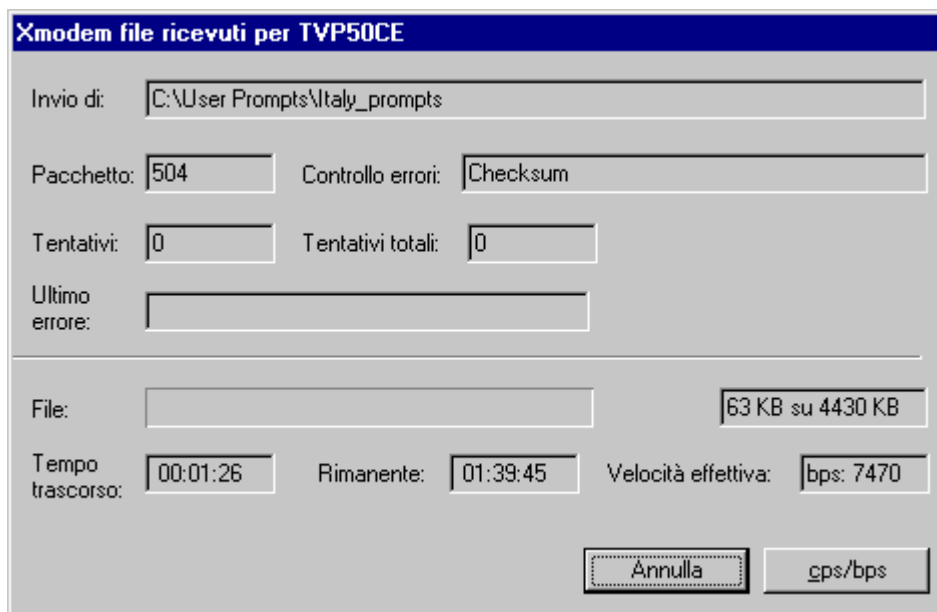 Xmodem file ricevuti per TVP50CE
Invio di: C:\User Prompts\Italy_prompts
Pacchetto: 504 Controllo errori: Checksum
Tentativi: 0 Tentativi totali: 0
Ultimo
errore:
File: 63 KB su 4430 KB
Tempo
trascorso: 00:01:26 Rimanente: 01:39:45 Velocità effettiva: bps: 7470
Annulla cps/bps